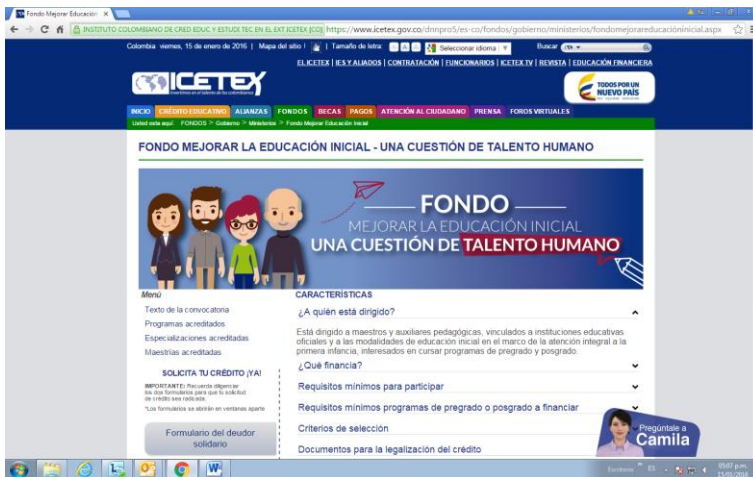 Fondo Mejorar Educación
INSTITUTO COLOMBIANO DE CRED EDUC Y ESTUDI TEC EN EL EXT ICETEX [CO] https://www.icetex.gov.co/dnnpro5/es-co/fondos/gobierno/ministerios/fondomejorareducacióninicial.aspx
Colombia viernes, 15 de enero de 2016 | Mapa del sitio | Tamaño de letra: Seleccionar idioma ▼ Buscar
EL ICETEX | IES Y ALIADOS | CONTRATACIÓN | FUNCIONARIOS | ICETEX TV | REVISTA | EDUCACIÓN FINANCIERA
ICETEX
TODOS POR UN
NUEVO PAÍS
INICIO CRÉDITO EDUCATIVO ALIANZAS FONDOS BECAS PAGOS ATENCIÓN AL CIUDADANO PRENSA FOROS VIRTUALES
Usted esta aquí: FONDOS > Gobierno > Ministerios > Fondo Mejorar Educación Inicial
FONDO MEJORAR LA EDUCACIÓN INICIAL - UNA CUESTIÓN DE TALENTO HUMANO
FONDO
MEJORAR LA EDUCACIÓN INICIAL
UNA CUESTIÓN DE TALENTO HUMANO
Menú
Texto de la convocatoria
Programas acreditados
Especializaciones acreditadas
Maestrías acreditadas
SOLICITA TU CRÉDITO ¡YA!
IMPORTANTE: Recuerda diligenciar
los dos formularios para que tu solicitud
de crédito sea radicada.
*Los formularios se abrirán en ventanas aparte
Formulario del deudor
solidario
CARACTERÍSTICAS
¿A quién está dirigido?
Está dirigido a maestros y auxiliares pedagógicas, vinculados a instituciones educativas
oficiales y a las modalidades de educación inicial en el marco de la atención integral a la
primera infancia, interesados en cursar programas de pregrado y posgrado.
¿Qué financia?
Requisitos mínimos para participar
Requisitos mínimos programas de pregrado o posgrado a financiar
Criterios de selección
Documentos para la legalización del crédito
Pregúntale a
Camila
Escritorio ES 05:07 p.m.
15/01/2016